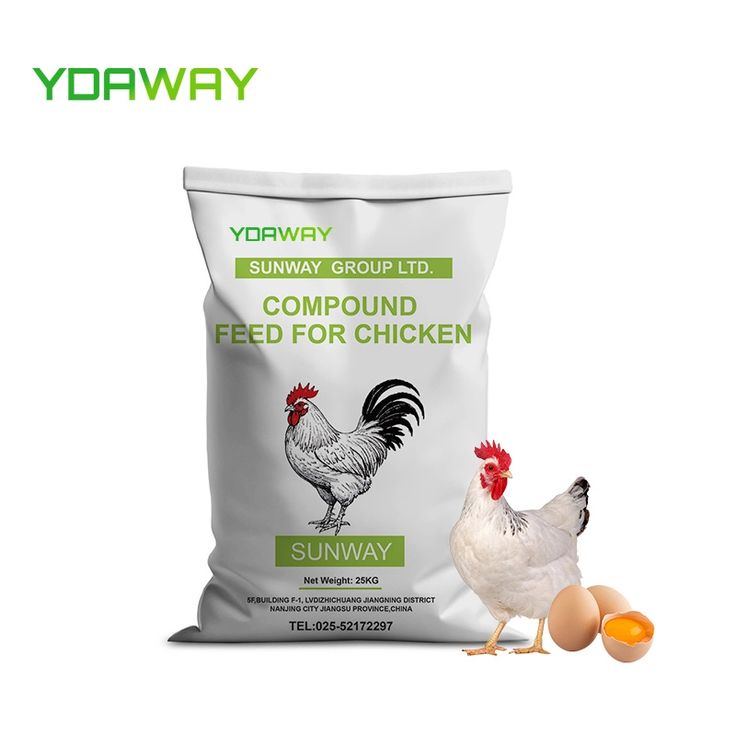 YDAWAY
YDAWAY
SUNWAY GROUP LTD.
COMPOUND
FEED FOR CHICKEN
SUNWAY
Net Weight: 25KG
5F,BUILDING F-1, LVDIZHICHUANG JIANGNING DISTRICT
NANJING CITY JIANGSU PROVINCE,CHINA
TEL:025-52172297